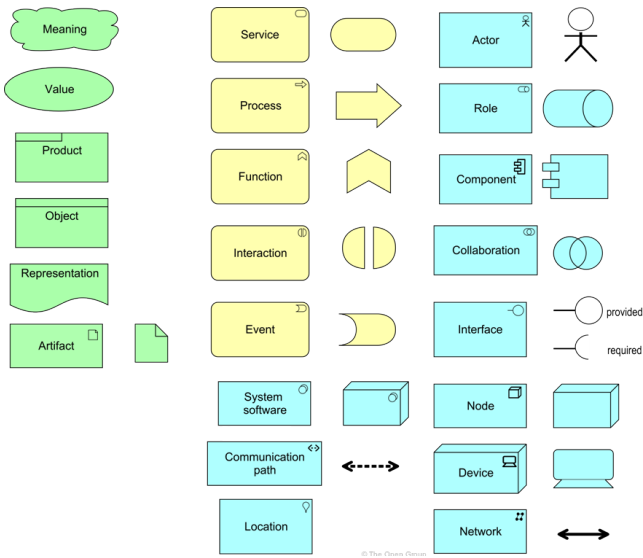 Meaning
Value
Product
Object
Representation
Artifact
Service
Process
Function
Interaction
Event
System
software
Communication
path
Location
Actor
Role
Component
Collaboration
Interface
provided
required
Node
Device
Network
© The Open Group